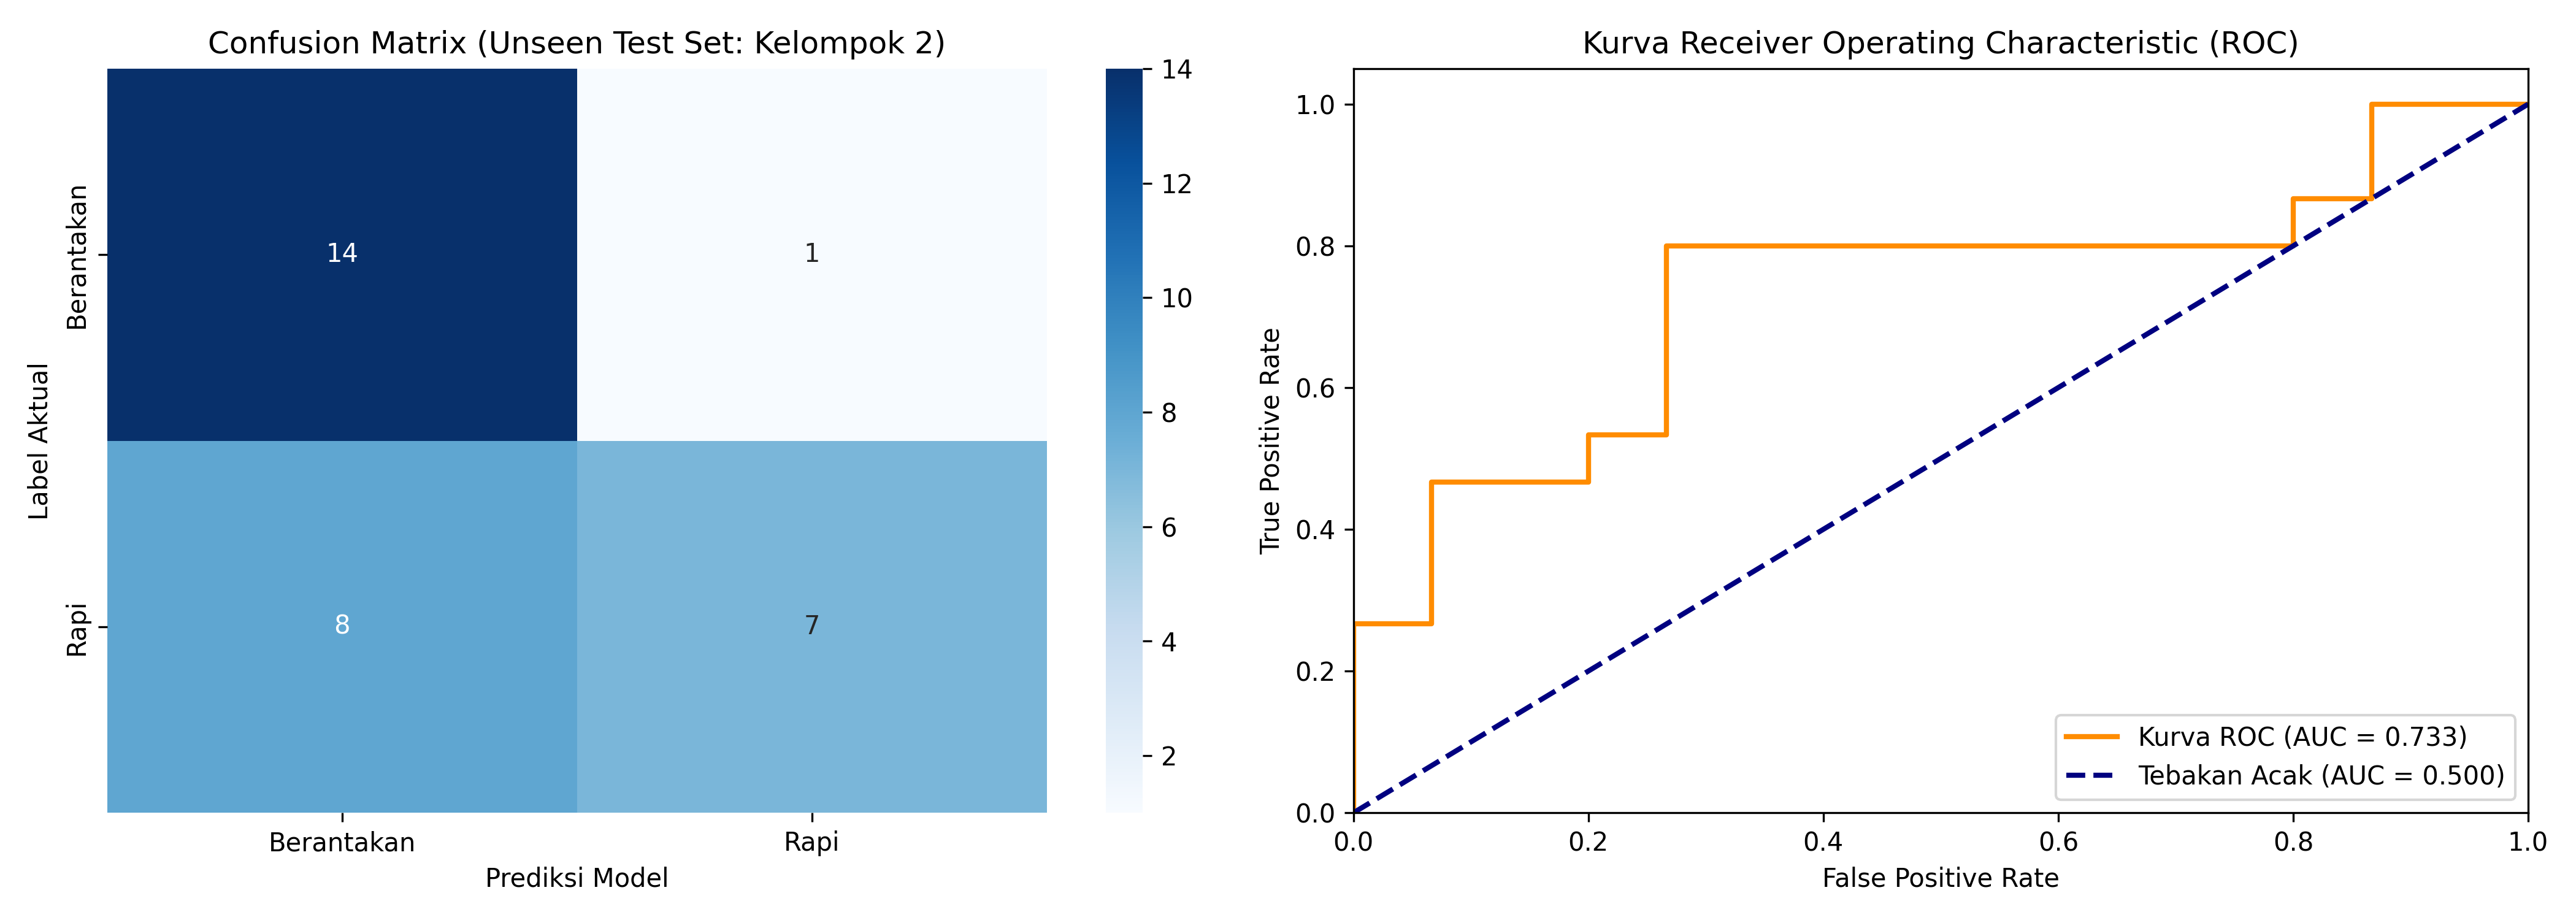 Confusion Matrix (Unseen Test Set: Kelompok 2)
Label Aktual
Berantakan
Rapi
14
1
8
7
Berantakan
Rapi
Prediksi Model
14
12
10
8
6
4
2
Kurva Receiver Operating Characteristic (ROC)
True Positive Rate
1.0
0.8
0.6
0.4
0.2
0.0
0.0
0.2
0.4
0.6
0.8
1.0
False Positive Rate
Kurva ROC (AUC = 0.733)
Tebakan Acak (AUC = 0.500)